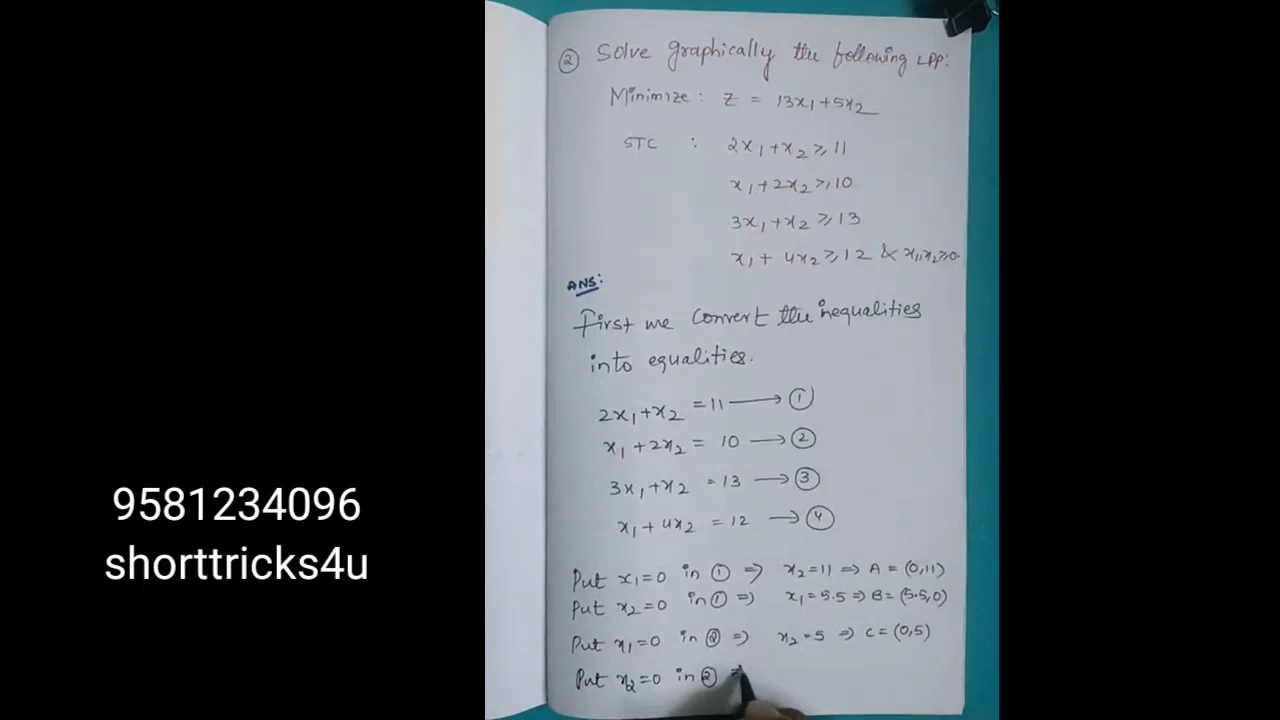 ② Solve graphically the following LPP:
Minimize: z = 13x₁+5x₂
STC : 2x₁+x₂≥11
x₁+2x₂≥10
3x₁+x₂≥13
x₁+4x₂≥12 & x₁,x₂≥0
ANS:
First we convert the inequalities
into equalities.
2x₁+x₂ =11 → ①
x₁+2x₂ = 10 → ②
3x₁+x₂ =13 → ③
x₁+4x₂ = 12 → ④
Put x₁=0 in ① ⇒ x₂=11 ⇒ A = (0,11)
Put x₂=0 in ① ⇒ x₁=5.5 ⇒ B= (5.5,0)
Put x₁=0 in ② ⇒ x₂=5 ⇒ C= (0,5)
Put x₂=0 in ② ⇒
9581234096
shorttricks4u